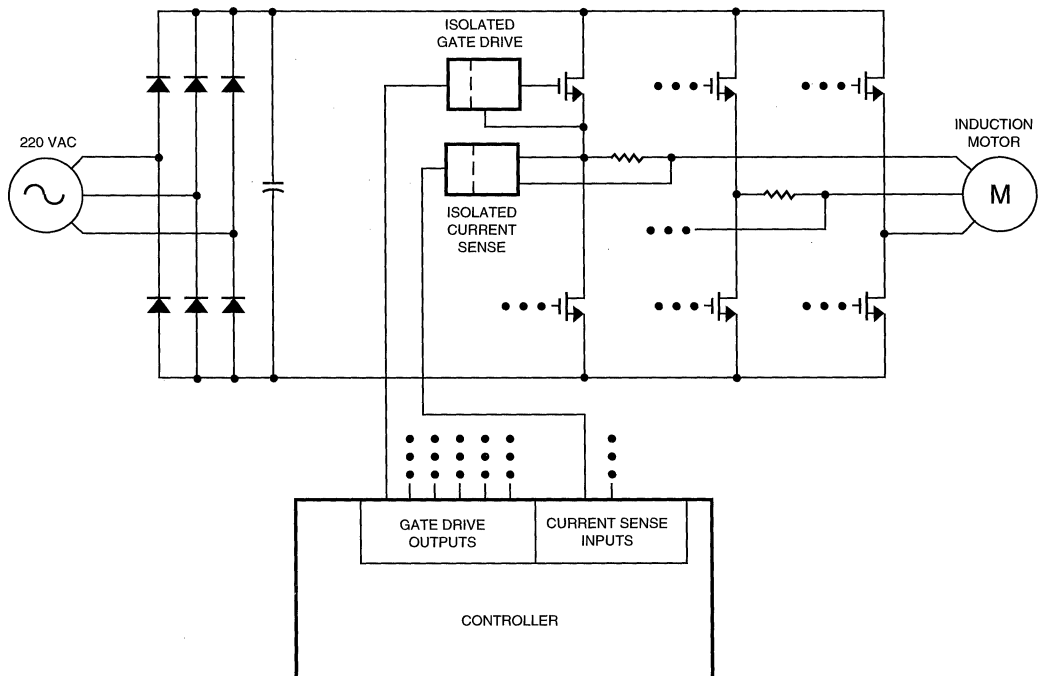 ISOLATED
GATE DRIVE
220 VAC
INDUCTION
MOTOR
M
ISOLATED
CURRENT
SENSE
GATE DRIVE
OUTPUTS
CURRENT SENSE
INPUTS
CONTROLLER